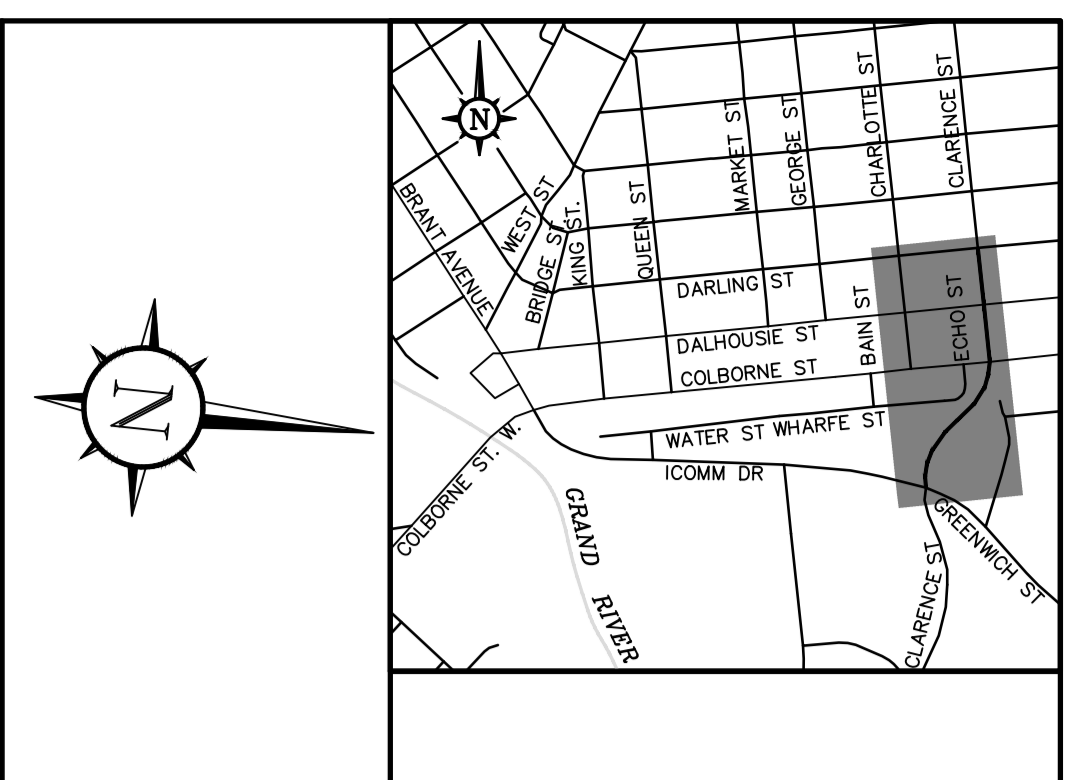 N
N
BRANT AVENUE
WEST ST
BRIDGE ST.
KING ST.
QUEEN ST
MARKET ST
GEORGE ST
CHARLOTTE ST
CLARENCE ST
DARLING ST
DALHOUSIE ST
COLBORNE ST
BAIN ST
ECHO ST
WATER ST
WHARFE ST
ICOMM DR
COLBORNE ST. W.
GRAND RIVER
GREENWICH ST
CLARENCE ST